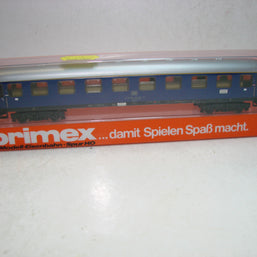 primex ...damit Spielen Spaß macht.
Modell-Eisenbahn · Spur H0